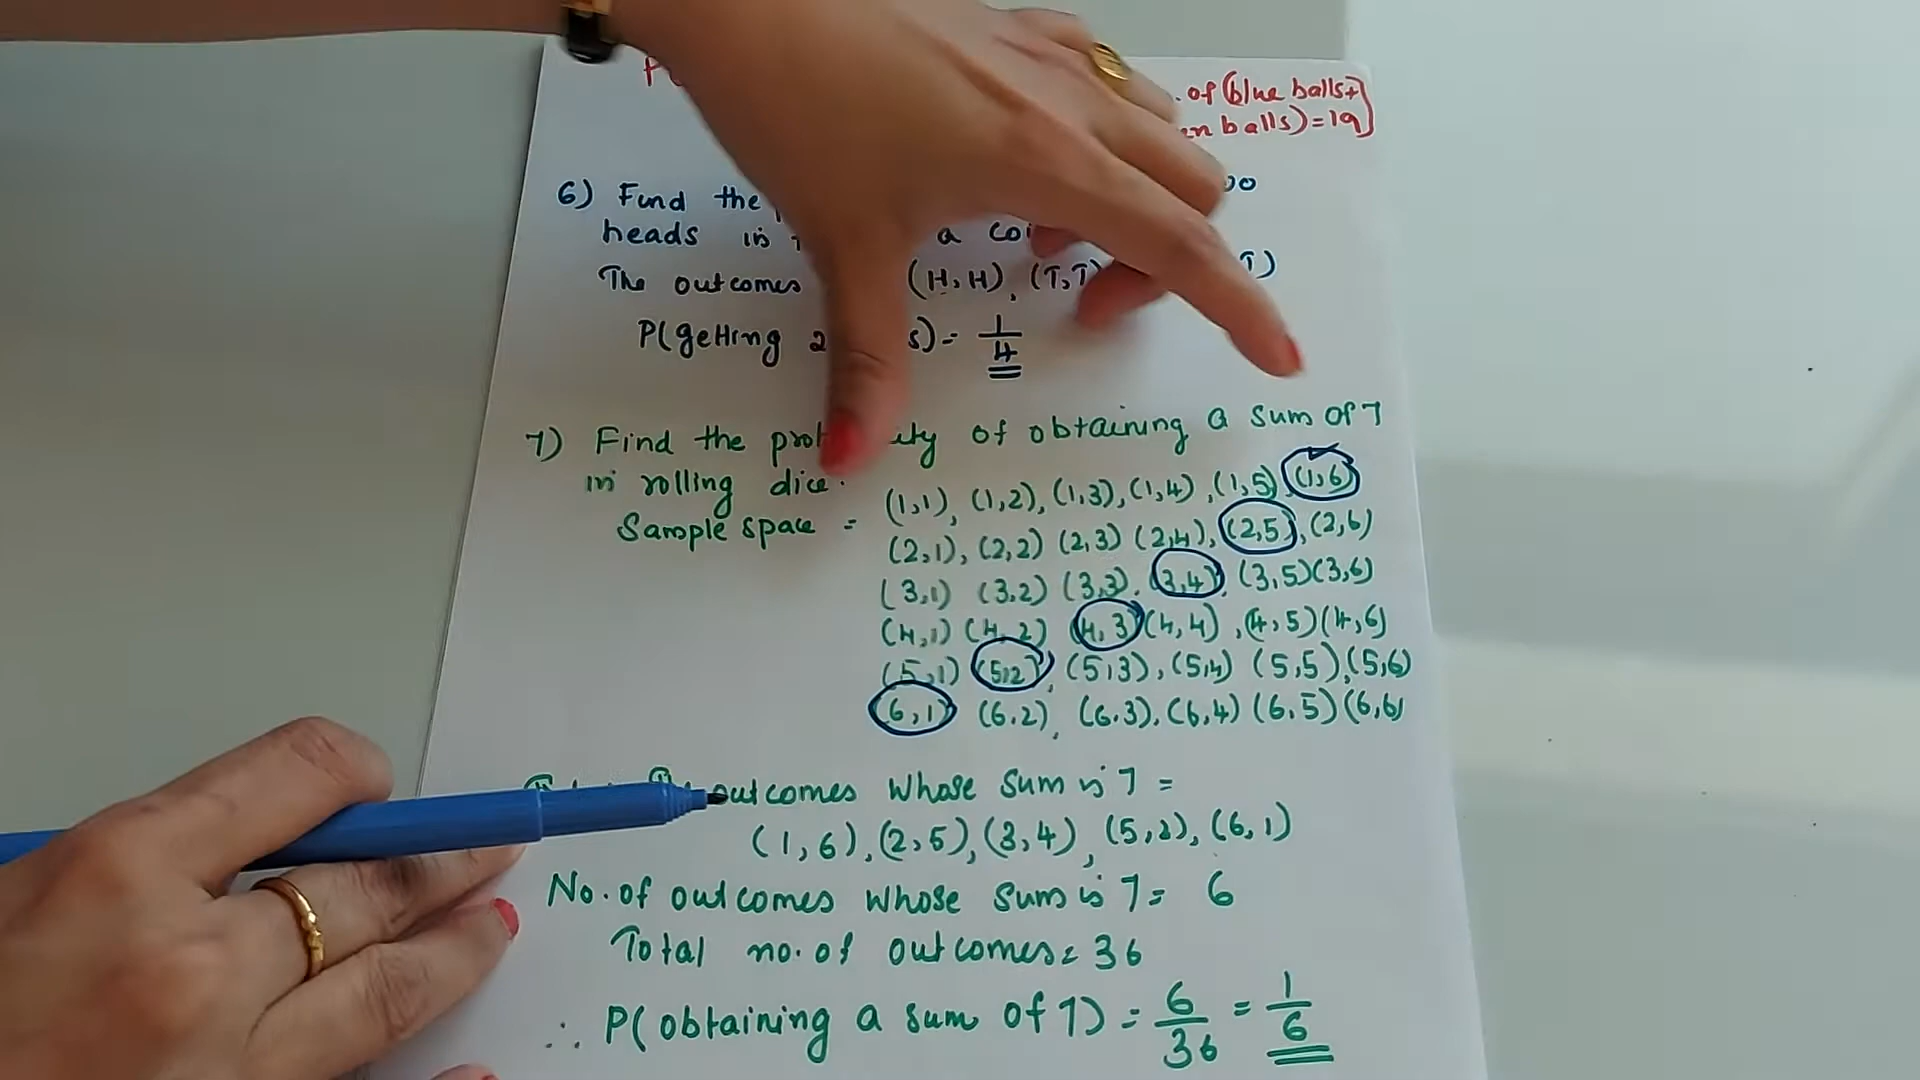 of (blue balls+
balls)=19
6) Find the
heads in a
The outcomes (H,H), (T,T)
P(getting 2 = 1/4
7) Find the of obtaining a sum of 7
in rolling dice.
Sample space = (1,1), (1,2), (1,3), (1,4), (1,5), (1,6)
(2,1), (2,2) (2,3) (2,4), (2,5), (2,6)
(3,1) (3,2) (3,3), (3,4), (3,5)(3,6)
(4,1) (4,2) (4,3) (4,4), (4,5)(4,6)
(5,1) (5,2), (5,3), (5,4) (5,5), (5,6)
(6,1) (6,2), (6,3), (6,4) (6,5) (6,6)
outcomes whose sum is 7 =
(1,6), (2,5), (3,4), (5,2), (6,1)
No. of outcomes whose sum is 7 = 6
Total no. of outcomes = 36
∴ P(obtaining a sum of 7) = 6/36 = 1/6